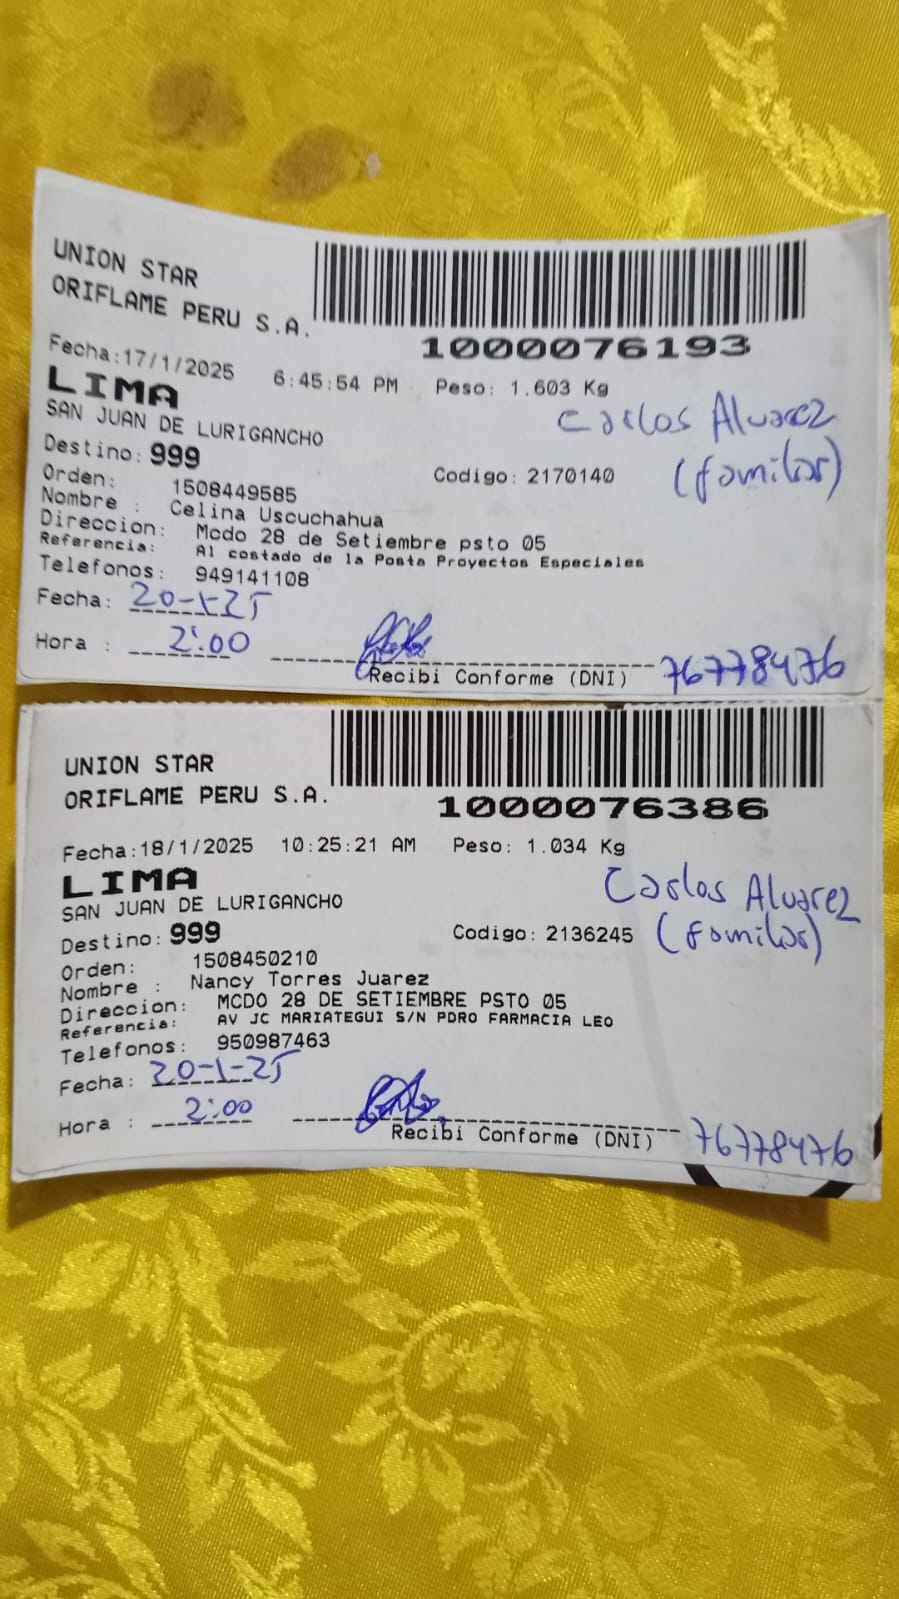 UNION STAR
ORIFLAME PERU S.A.
1000076193
Fecha:17/1/2025 6:45:54 PM Peso: 1.603 Kg
LIMA
Carlos Alvarez
SAN JUAN DE LURIGANCHO
(familiar)
Destino: 999 Codigo: 2170140
Orden: 1508449585
Nombre : Celina Uscuchahua
Direccion: Mcdo 28 de Setiembre psto 05
Referencia: Al costado de la Posta Proyectos Especiales
Telefonos: 949141108
Fecha: 20-1-25
Hora : 2:00
Recibi Conforme (DNI) 76778476
UNION STAR
ORIFLAME PERU S.A.
1000076386
Fecha:18/1/2025 10:25:21 AM Peso: 1.034 Kg
LIMA
Carlos Alvarez
SAN JUAN DE LURIGANCHO
Destino: 999 Codigo: 2136245 (familiar)
Orden: 1508450210
Nombre : Nancy Torres Juarez
Direccion: MCDO 28 DE SETIEMBRE PSTO 05
Referencia: AV JC MARIATEGUI S/N PDRO FARMACIA LEO
Telefonos: 950987463
Fecha: 20-1-25
Hora : 2:00
Recibi Conforme (DNI) 76778476